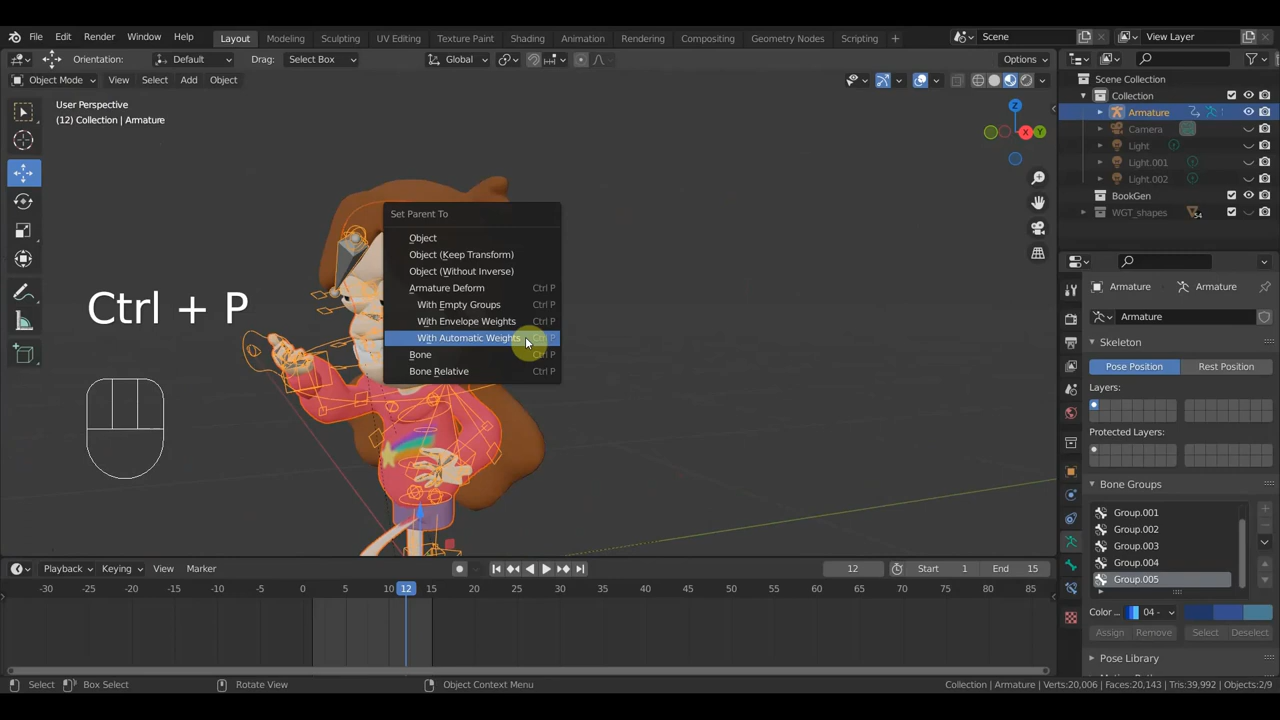 File Edit Render Window Help Layout Modeling Sculpting UV Editing Texture Paint Shading Animation Rendering Compositing Geometry Nodes Scripting + Scene View Layer
Orientation: Default Drag: Select Box Global Options
Object Mode View Select Add Object
Scene Collection
Collection
Armature
Camera
Light
Light.001
Light.002
BookGen
WGT_shapes
54
User Perspective
(12) Collection | Armature
Z
X
Y
Set Parent To
Object
Object (Keep Transform)
Object (Without Inverse)
Armature Deform Ctrl P
With Empty Groups Ctrl P
With Envelope Weights Ctrl P
With Automatic Weights Ctrl P
Bone Ctrl P
Bone Relative Ctrl P
Ctrl + P
Armature Armature
Armature
Skeleton
Pose Position Rest Position
Layers:
Protected Layers:
Bone Groups
Group.001
Group.002
Group.003
Group.004
Group.005
Color ... 04 -
Assign Remove Select Deselect
Pose Library
Playback Keying View Marker 12 Start 1 End 15
-30 -25 -20 -15 -10 -5 0 5 10 12 15 20 25 30 35 40 45 50 55 60 65 70 75 80 85
Select Box Select Rotate View Object Context Menu Collection | Armature | Verts:20,006 | Faces:20,143 | Tris:39,992 | Objects:2/9